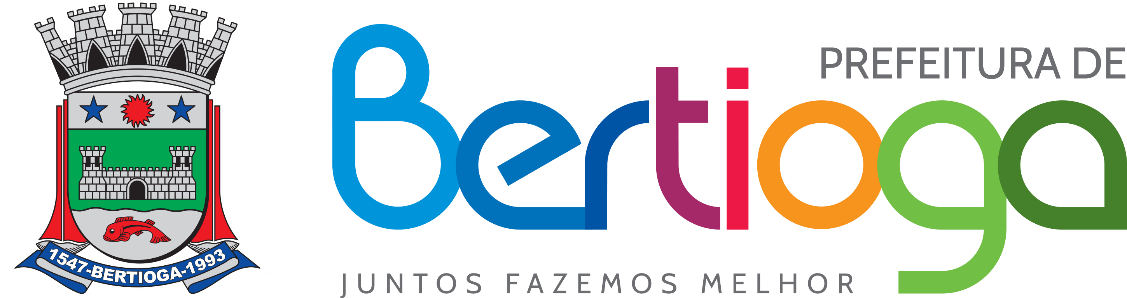 1547-BERTIOGA-1993
PREFEITURA DE
Bertioga
JUNTOS FAZEMOS MELHOR